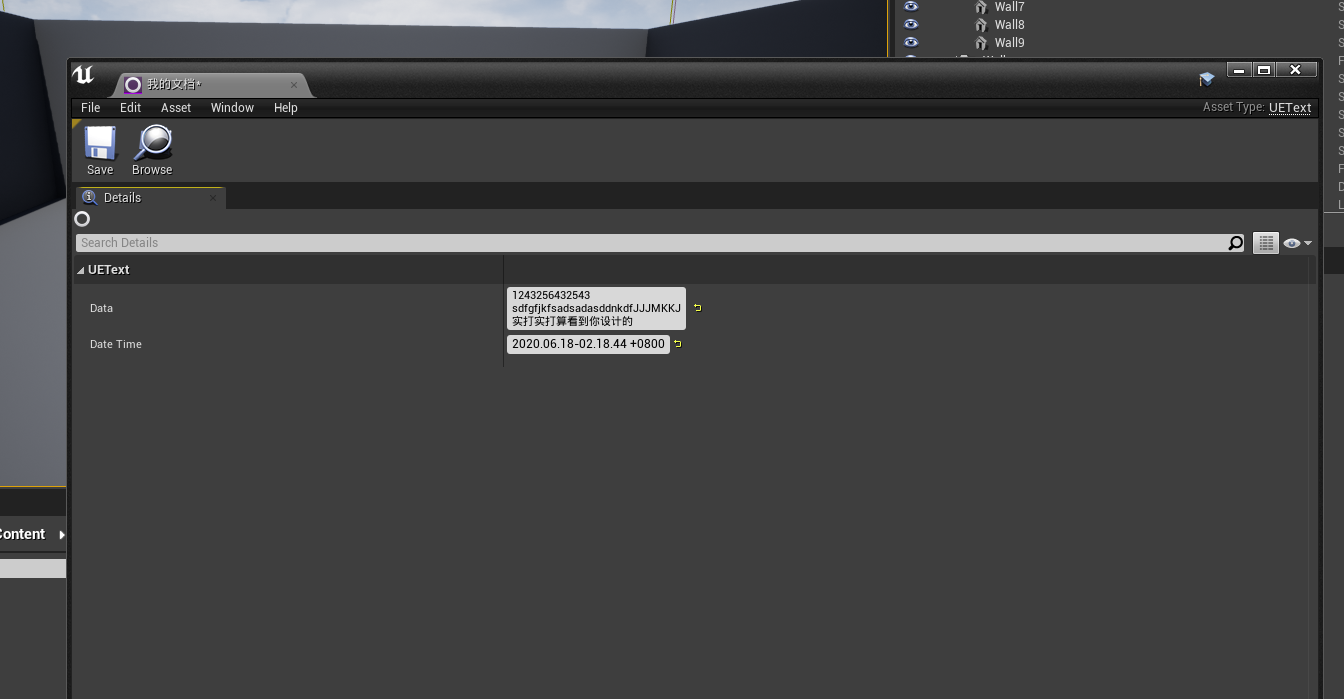 Wall7
Wall8
Wall9
我的文档*
File Edit Asset Window Help
Asset Type: UEText
Save Browse
Details
Search Details
UEText
Data
1243256432543
sdfgfjkfsadsadasddnkdfJJJMKKJ
实打实打算看到你设计的
Date Time
2020.06.18-02.18.44 +0800
Content